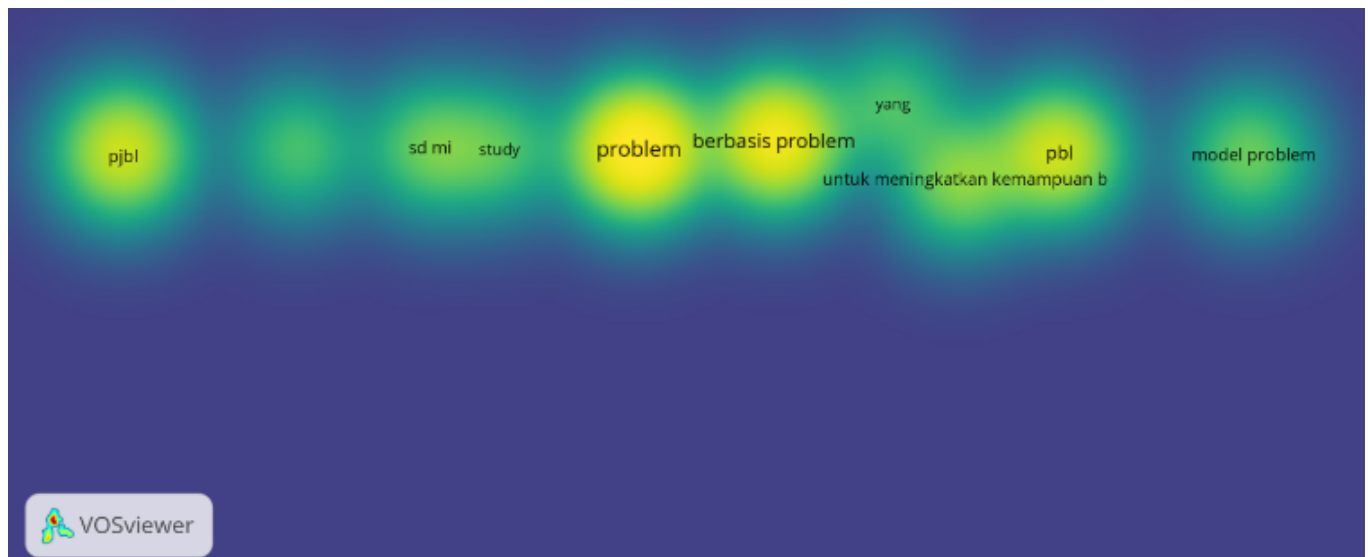 yang
berbasis problem
sd mi
study
problem
pbl
model problem
pjbl
untuk meningkatkan kemampuan b
VOSviewer